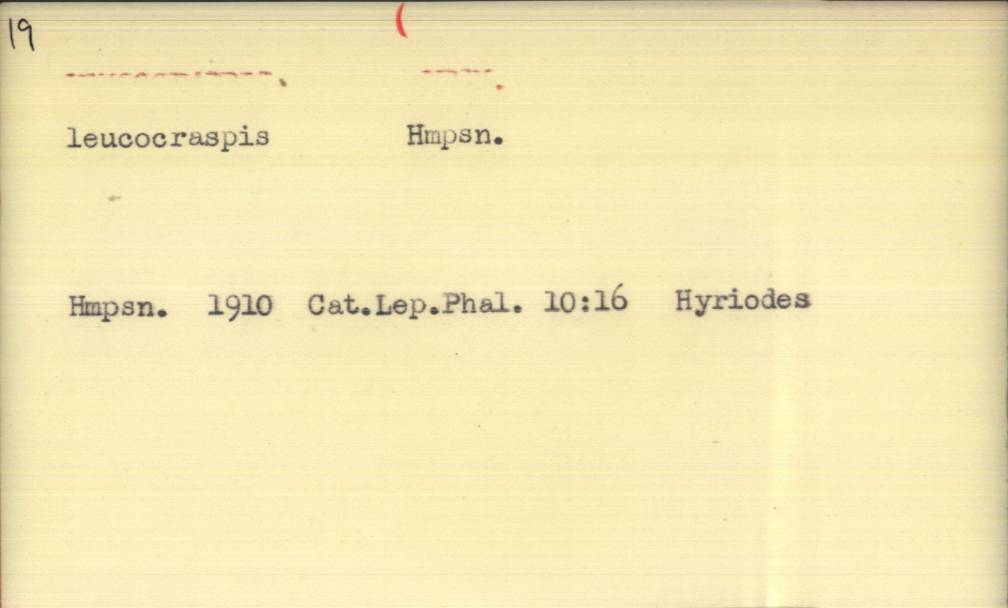 19
leucocraspis Hmpsn.
Hmpsn. 1910 Cat.Lep.Phal. 10:16 Hyriodes